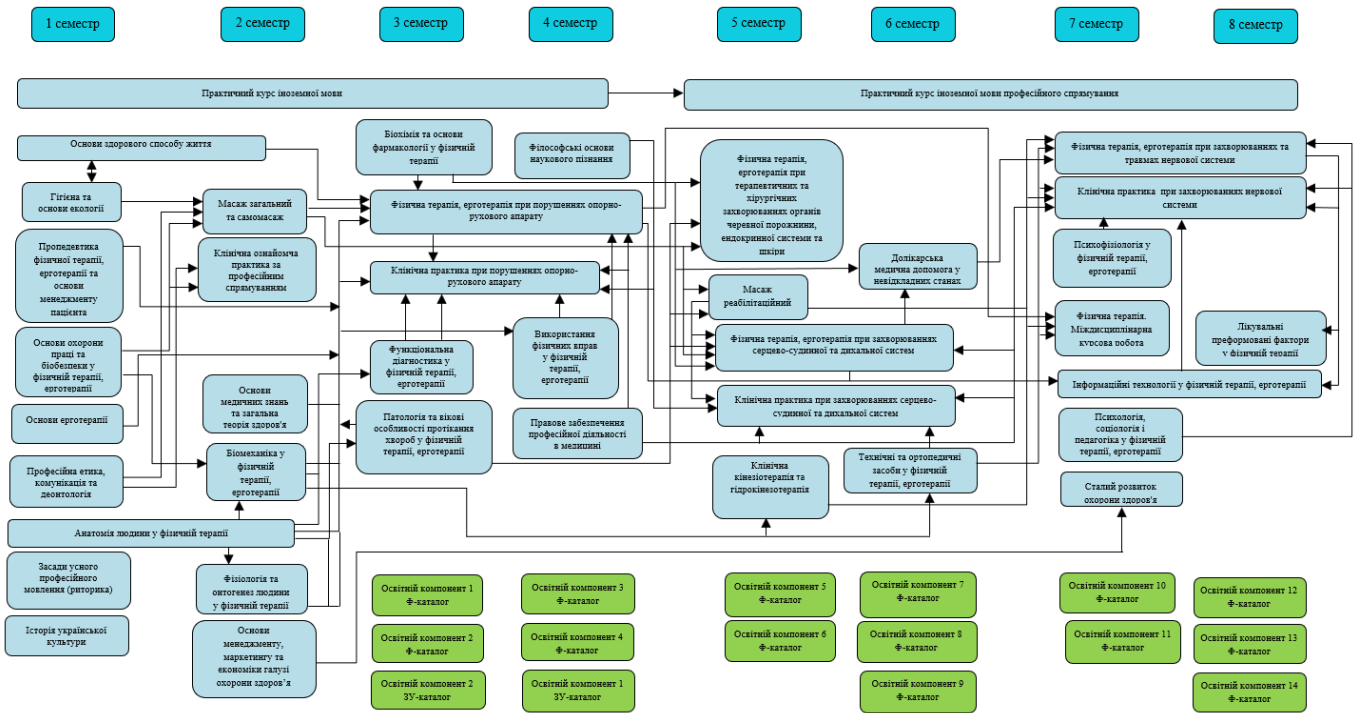 1 семестр
2 семестр
3 семестр
4 семестр
5 семестр
6 семестр
7 семестр
8 семестр
Практичний курс іноземної мови
Практичний курс іноземної мови професійного спрямування
Основи здорового способу життя
Гігієна та
основи екології
Пропедевтика
фізичної терапії,
ерготерапії та
основи
менеджменту
пацієнта
Основи охорони
праці та
біобезпеки у
фізичній терапії,
ерготерапії
Основи ерготерапії
Професійна етика,
комунікація та
деонтологія
Анатомія людини у фізичній терапії
Засади усного
професійного
мовлення (риторика)
Історія української
культури
Масаж загальний
та самомасаж
Клінічна ознайомча
практика за
професійним
спрямуванням
Основи
медичних знань
та загальна
теорія здоров'я
Біомеханіка у
фізичній
терапії,
ерготерапії
Фізіологія та
онтогенез людини
у фізичній терапії
Основи
менеджменту,
маркетингу та
економіки галузі
охорони здоров’я
Біохімія та основи
фармакології у фізичній
терапії
Фізична терапія, ерготерапія при порушеннях опорно-
рухового апарату
Клінічна практика при порушеннях опорно-
рухового апарату
Функціональна
діагностика у
фізичній терапії,
ерготерапії
Патологія та вікові
особливості протікання
хвороб у фізичній
терапії, ерготерапії
Філософські основи
наукового пізнання
Використання
фізичних вправ
у фізичній
терапії,
ерготерапії
Правове забезпечення
професійної діяльності
в медицині
Фізична терапія,
ерготерапія при
терапевтичних та
хірургічних
захворюваннях органів
черевної порожнини,
ендокринної системи та
шкіри
Масаж
реабілітаційний
Фізична терапія, ерготерапія при захворюваннях
серцево-судинної та дихальної систем
Клінічна практика при захворюваннях серцево-
судинної та дихальної систем
Клінічна
кінезіотерапія та
гідрокінезотерапія
Долікарська
медична допомога у
невідкладних станах
Технічні та ортопедичні
засоби у фізичній
терапії, ерготерапії
Фізична терапія, ерготерапія при захворюваннях та
травмах нервової системи
Клінічна практика при захворюваннях нервової
системи
Психофізіологія у
фізичній терапії,
ерготерапії
Фізична терапія.
Міждисциплінарна
курсова робота
Лікувальні
преформовані фактори
у фізичній терапії
Інформаційні технології у фізичній терапії, ерготерапії
Психологія,
соціологія і
педагогіка у фізичній
терапії, ерготерапії
Сталий розвиток
охорони здоров'я
Освітній компонент 1
Ф-каталог
Освітній компонент 2
Ф-каталог
Освітній компонент 2
ЗУ-каталог
Освітній компонент 3
Ф-каталог
Освітній компонент 4
Ф-каталог
Освітній компонент 1
ЗУ-каталог
Освітній компонент 5
Ф-каталог
Освітній компонент 6
Ф-каталог
Освітній компонент 7
Ф-каталог
Освітній компонент 8
Ф-каталог
Освітній компонент 9
Ф-каталог
Освітній компонент 10
Ф-каталог
Освітній компонент 11
Ф-каталог
Освітній компонент 12
Ф-каталог
Освітній компонент 13
Ф-каталог
Освітній компонент 14
Ф-каталог